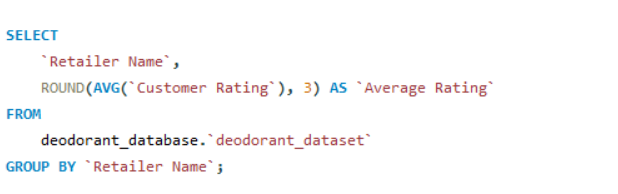 SELECT
    `Retailer Name`,
    ROUND(AVG(`Customer Rating`), 3) AS `Average Rating`
FROM
    deodorant_database.`deodorant_dataset`
GROUP BY `Retailer Name`;